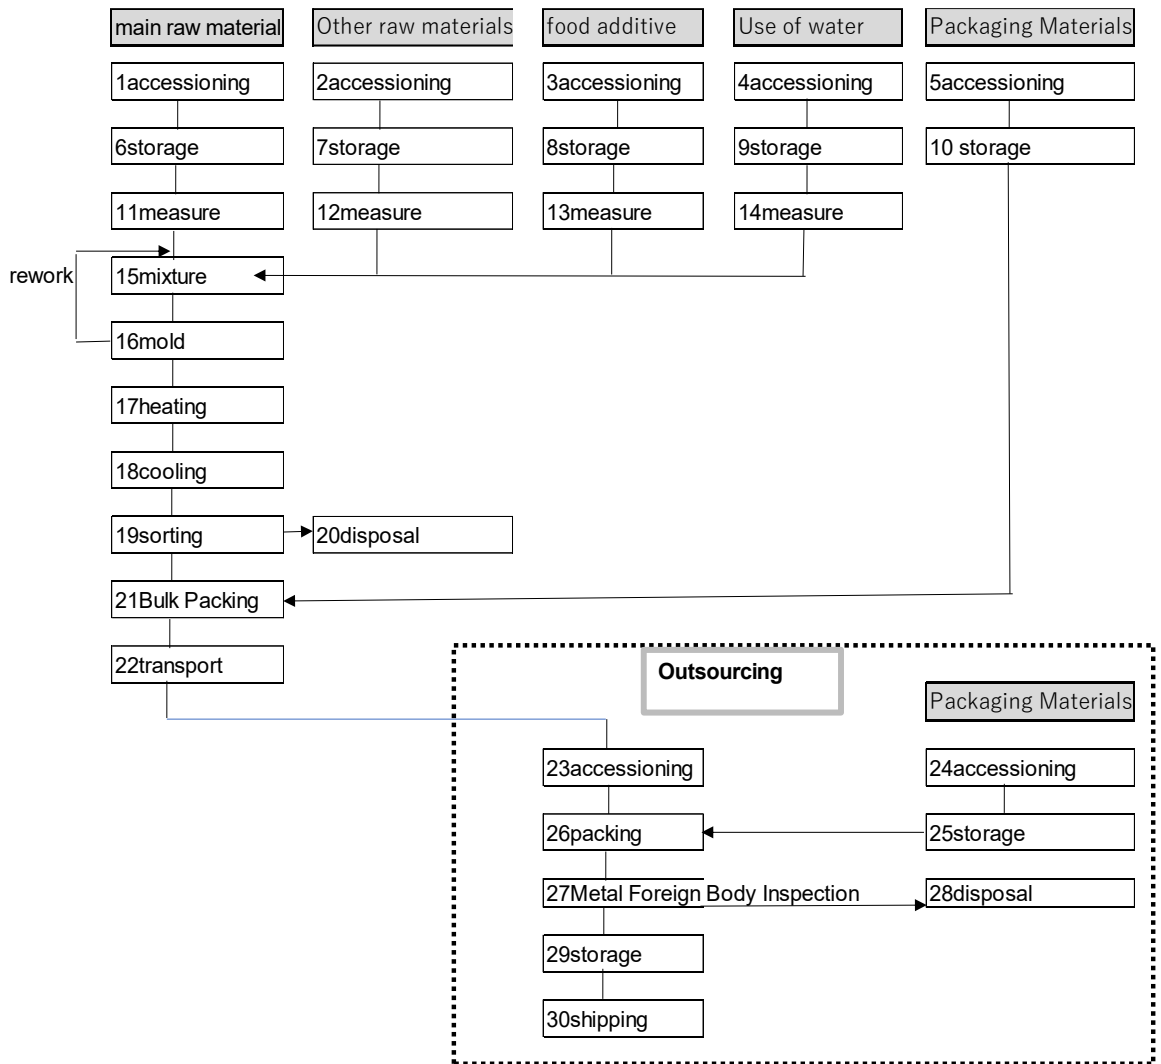 main raw material
Other raw materials
food additive
Use of water
Packaging Materials
1accessioning
2accessioning
3accessioning
4accessioning
5accessioning
6storage
7storage
8storage
9storage
10 storage
11measure
12measure
13measure
14measure
rework
15mixture
16mold
17heating
18cooling
19sorting
20disposal
21Bulk Packing
22transport
Outsourcing
Packaging Materials
23accessioning
24accessioning
26packing
25storage
27Metal Foreign Body Inspection
28disposal
29storage
30shipping